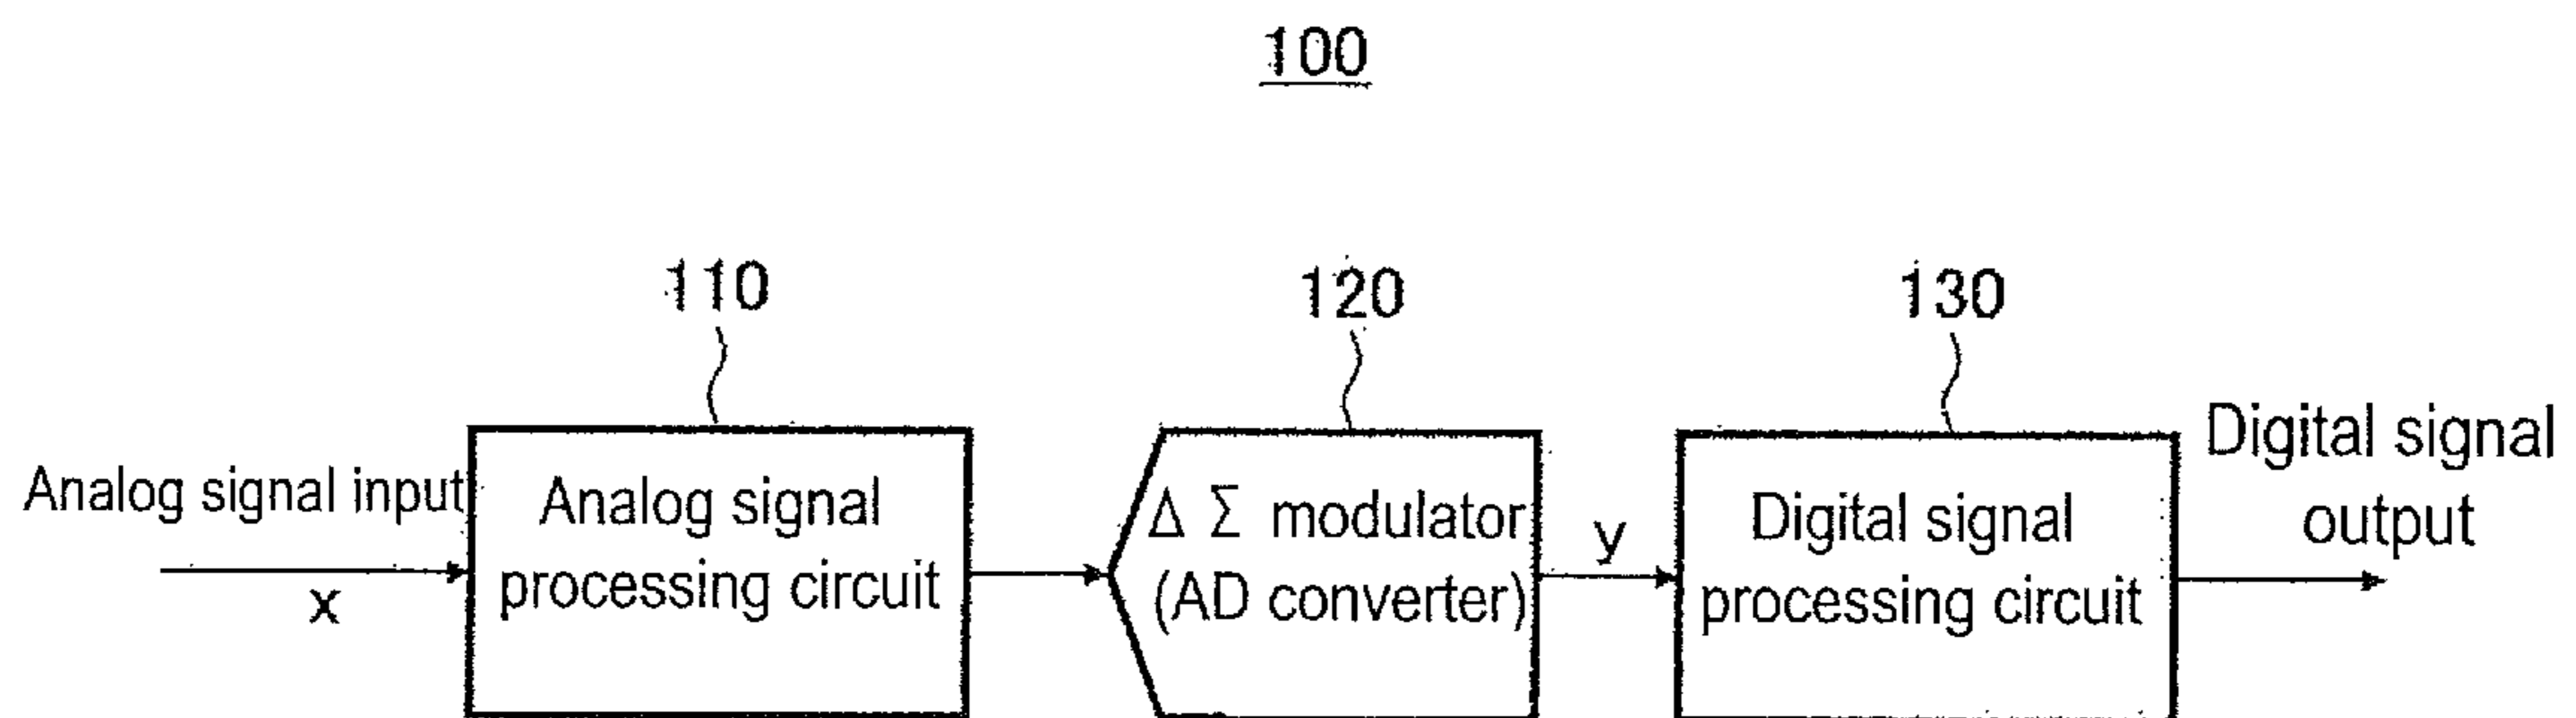 100
110
120
130
Analog signal input
x
Analog signal
processing circuit
Δ Σ modulator
(AD converter)
y
Digital signal
processing circuit
Digital signal
output